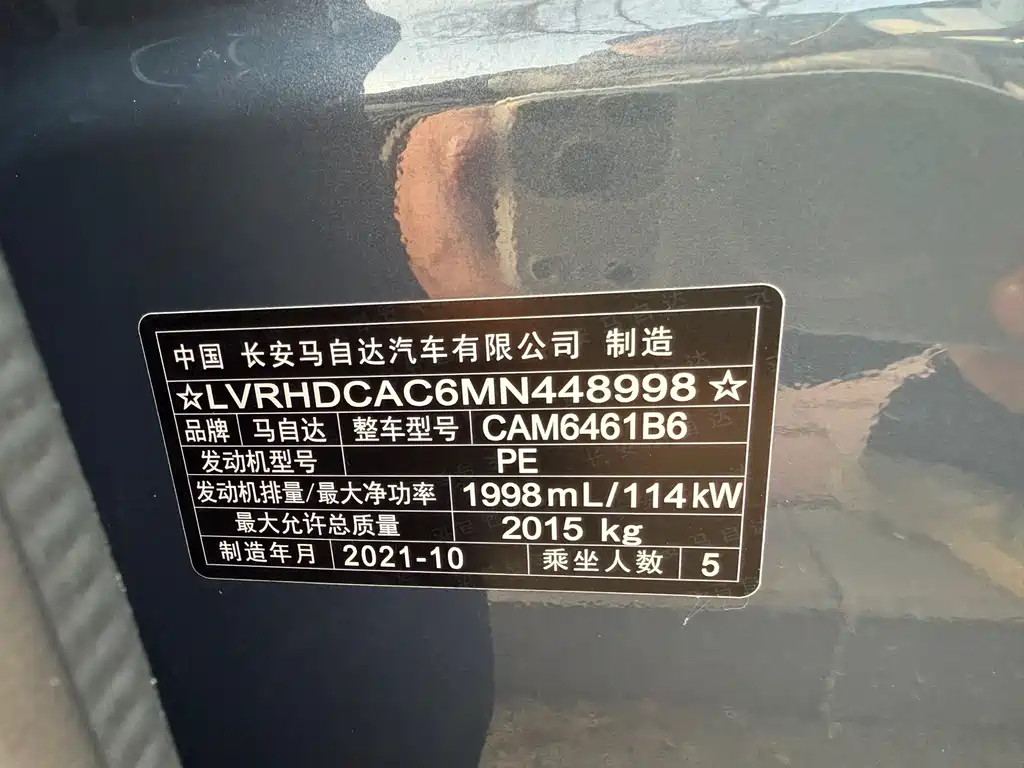 中国 长安马自达汽车有限公司 制造
☆LVRHDCAC6MN448998☆
品牌 马自达 整车型号 CAM6461B6
发动机型号 PE
发动机排量/最大净功率 1998mL/114kW
最大允许总质量 2015 kg
制造年月 2021-10 乘坐人数 5